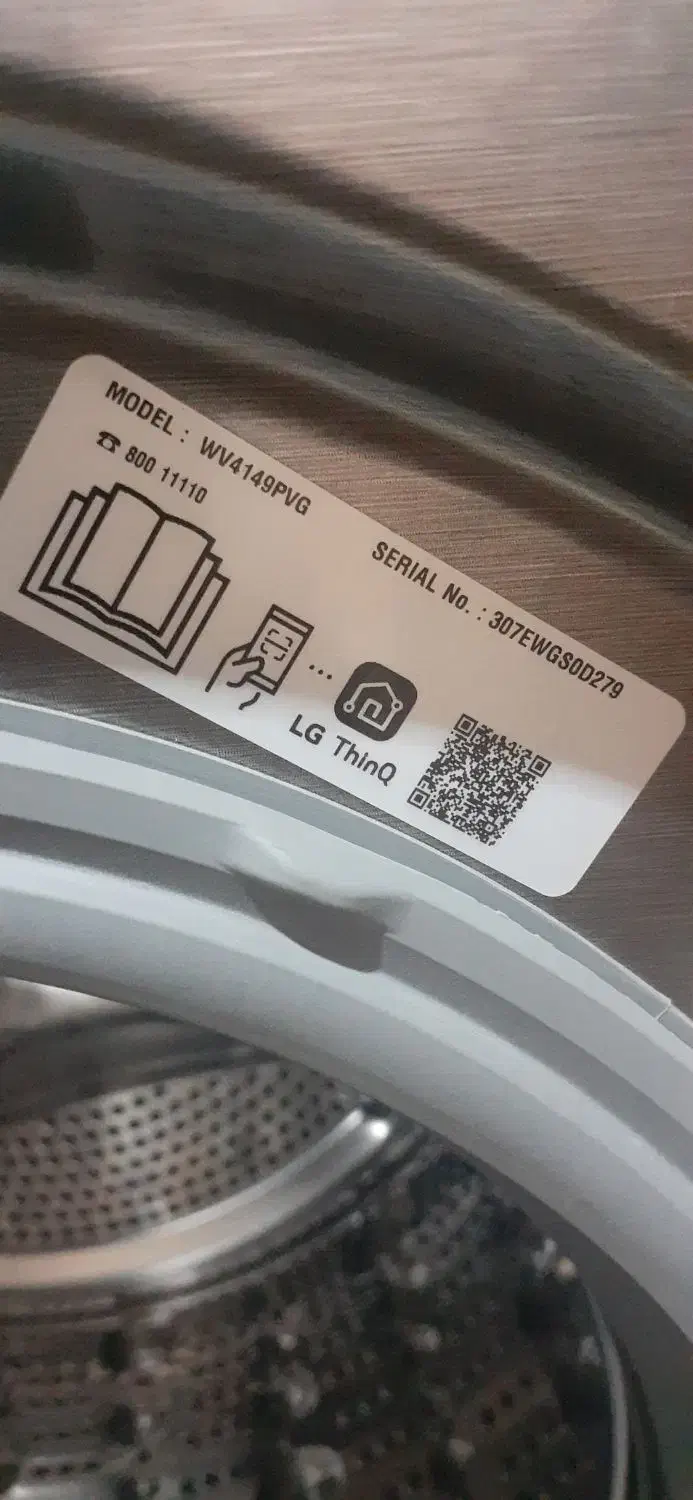 MODEL : WV4149PVG
☎ 800 11110
SERIAL No. : 307EWGS0D279
LG ThinQ